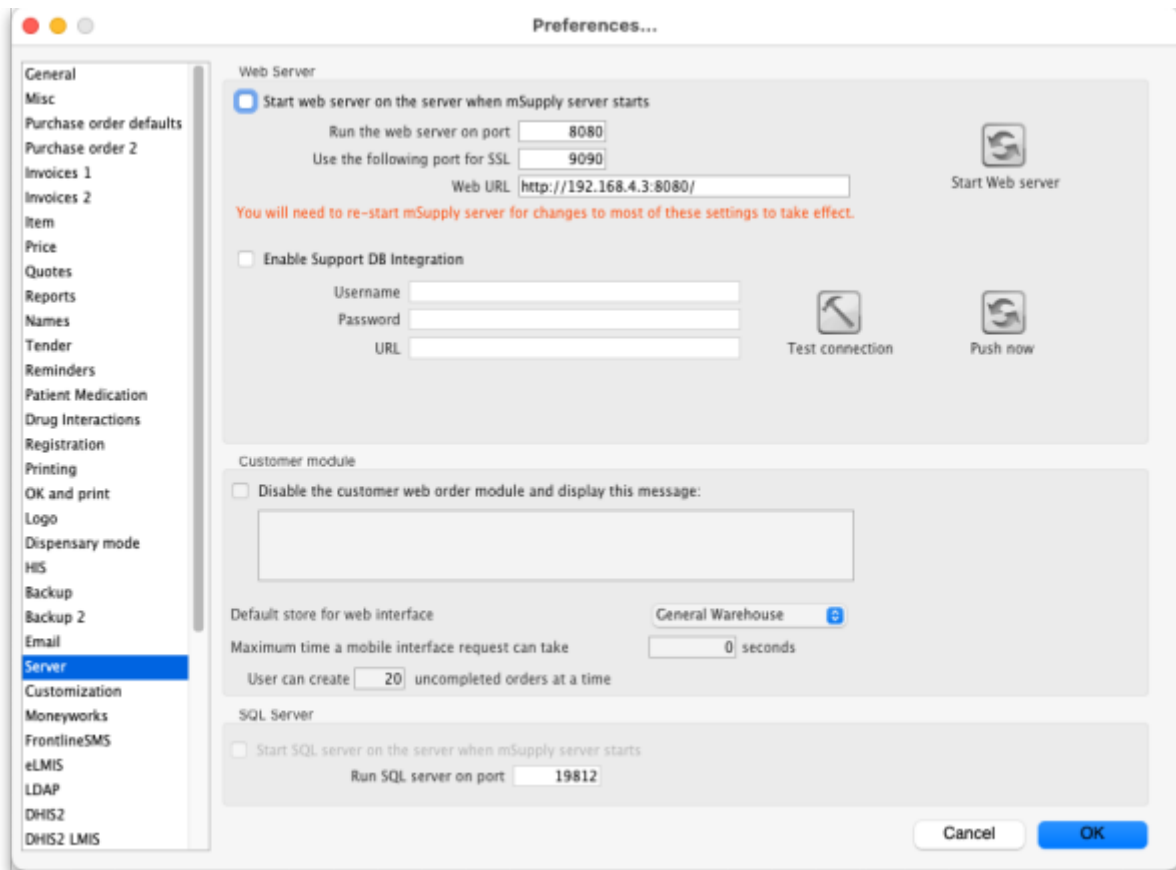 Preferences...
General
Misc
Purchase order defaults
Purchase order 2
Invoices 1
Invoices 2
Item
Price
Quotes
Reports
Names
Tender
Reminders
Patient Medication
Drug Interactions
Registration
Printing
OK and print
Logo
Dispensary mode
HIS
Backup
Backup 2
Email
Server
Customization
Moneyworks
FrontlineSMS
eLMIS
LDAP
DHIS2
DHIS2 LMIS
Web Server
Start web server on the server when mSupply server starts
Run the web server on port 8080
Use the following port for SSL 9090
Web URL http://192.168.4.3:8080/
Start Web server
You will need to re-start mSupply server for changes to most of these settings to take effect.
Enable Support DB Integration
Username
Password
URL
Test connection
Push now
Customer module
Disable the customer web order module and display this message:
Default store for web interface General Warehouse
Maximum time a mobile interface request can take 0 seconds
User can create 20 uncompleted orders at a time
SQL Server
Start SQL server on the server when mSupply server starts
Run SQL server on port 19812
Cancel OK